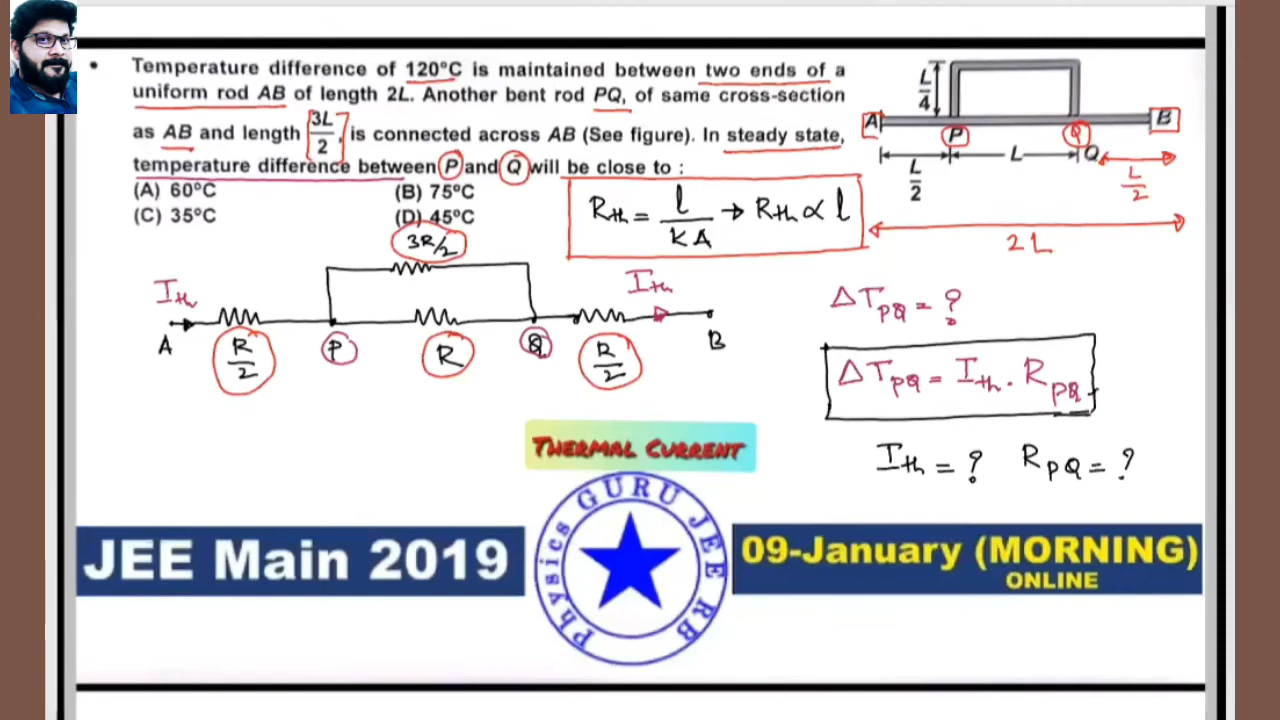 • Temperature difference of 120°C is maintained between two ends of a
uniform rod AB of length 2L. Another bent rod PQ, of same cross-section
as AB and length 3L/2 is connected across AB (See figure). In steady state,
temperature difference between P and Q will be close to :
(A) 60°C (B) 75°C
(C) 35°C (D) 45°C
L/4
A
B
P
Q
Q
L/2
L
L/2
2L
Rth = l/KA → Rth ∝ l
3R/2
Ith
Ith
A
R/2
P
R
Q
R/2
B
ΔTPQ = ?
ΔTPQ = Ith . RPQ
Ith = ? RPQ = ?
THERMAL CURRENT
Physics GURU JEE RB
JEE Main 2019
09-January (MORNING)
ONLINE